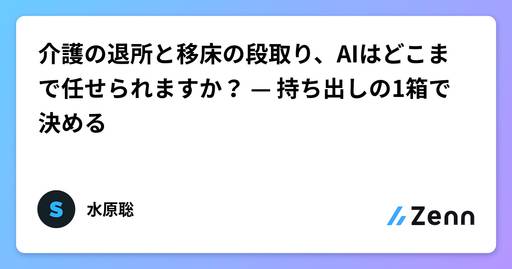 介護の退所と移床の段取り、AIはどこま
で任せられますか？ — 持ち出しの1箱で
決める
S
水原聡
Zenn